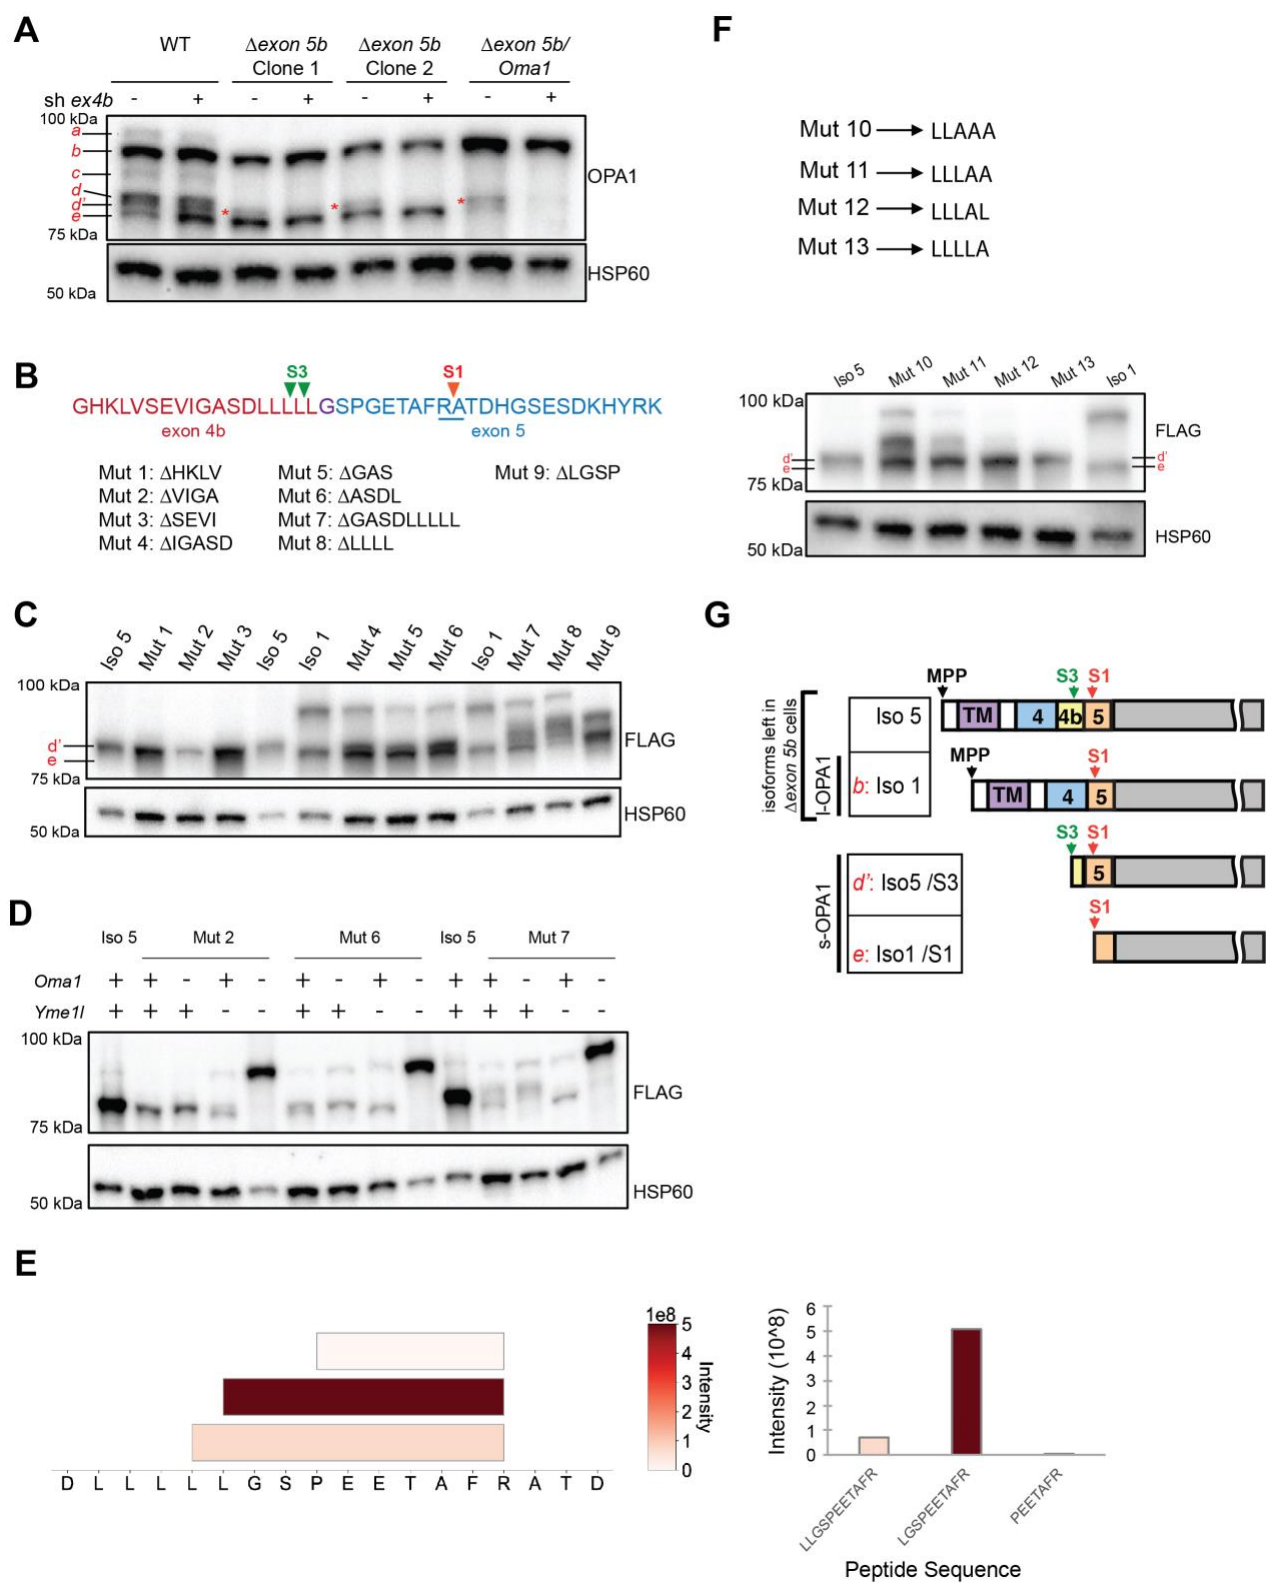 A
WT
Δexon 5b
Clone 1
Δexon 5b
Clone 2
Δexon 5b/
Oma1
sh ex4b - + - + - + - +
100 kDa
a
b
c
d
d'
e
* * *
75 kDa
OPA1
HSP60
50 kDa
B
S3 S1
GHKLVSEVIGASDLLLLLGSPGETAFRATDHGSESDKHYRK
exon 4b exon 5
Mut 1: ΔHKLV Mut 5: ΔGAS Mut 9: ΔLGSP
Mut 2: ΔVIGA Mut 6: ΔASDL
Mut 3: ΔSEVI Mut 7: ΔGASDLLLLL
Mut 4: ΔIGASD Mut 8: ΔLLLL
C
Iso 5 Mut 1 Mut 2 Mut 3 Iso 5 Iso 1 Mut 4 Mut 5 Mut 6 Iso 1 Mut 7 Mut 8 Mut 9
100 kDa
d'
e
75 kDa
FLAG
HSP60
50 kDa
D
Iso 5 Mut 2 Mut 6 Iso 5 Mut 7
Oma1 + + - + - + - + - + + - + -
Yme1l + + + - - + + - - + + + - -
100 kDa
FLAG
75 kDa
HSP60
50 kDa
E
D L L L L L G S P E E T A F R A T D
1e8
5
4
3
2
1
0
Intensity
Intensity (10^8)
6
5
4
3
2
1
0
LLGSPEETAFR LGSPEETAFR PEETAFR
Peptide Sequence
F
Mut 10 → LLAAA
Mut 11 → LLLAA
Mut 12 → LLLAL
Mut 13 → LLLLA
Iso 5 Mut 10 Mut 11 Mut 12 Mut 13 Iso 1
100 kDa
FLAG
d' d'
e e
75 kDa
HSP60
50 kDa
G
isoforms left in
Δexon 5b cells
l-OPA1
MPP S3 S1
Iso 5 TM 4 4b 5
MPP S1
b: Iso 1 TM 4 5
s-OPA1
S3 S1
d': Iso5 /S3 5
S1
e: Iso1 /S1